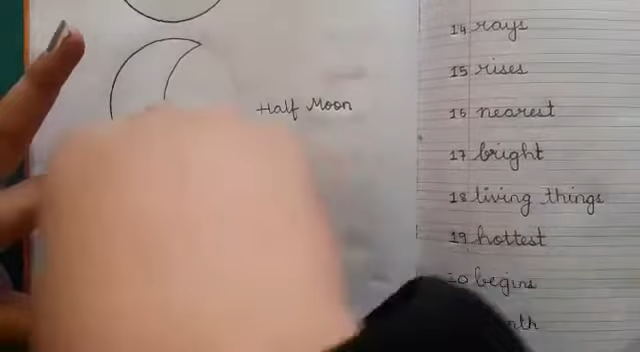 Half Moon
14 rays
15 rises
16 nearest
17 bright
18 living things
19 hottest
20 begins